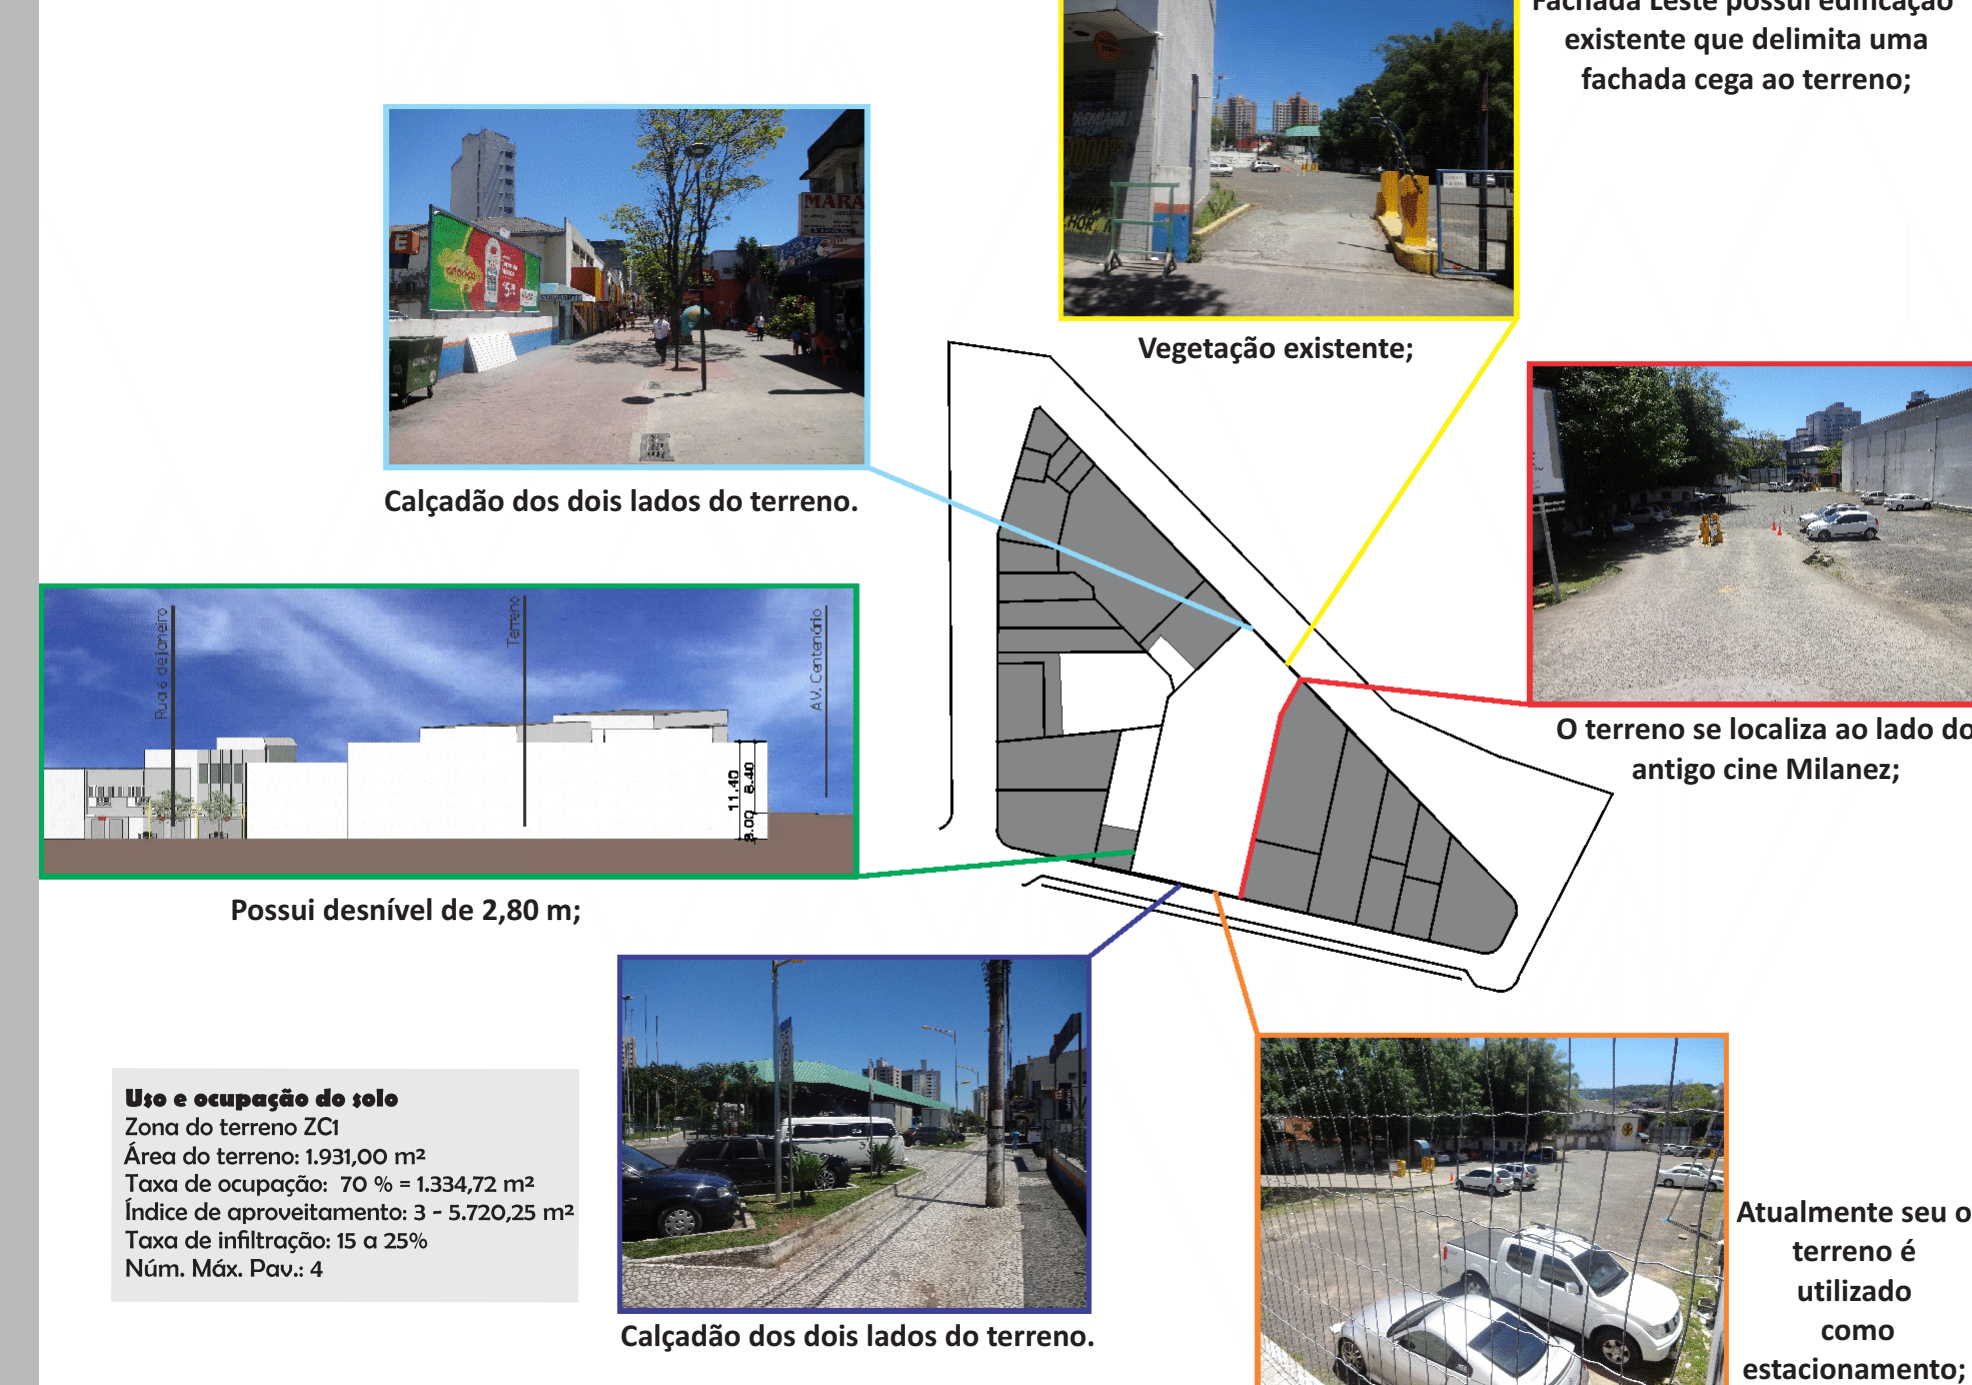 Fachada Leste possui edificação
existente que delimita uma
fachada cega ao terreno;
MARA
E
Vegetação existente;
Calçadão dos dois lados do terreno.
Rua 6 de janeiro
Terreno
AV. Centenário
11.40
8.40
3.00
O terreno se localiza ao lado do
antigo cine Milanez;
Possui desnível de 2,80 m;
Uso e ocupação do solo
Zona do terreno ZC1
Área do terreno: 1.931,00 m²
Taxa de ocupação: 70 % = 1.334,72 m²
Índice de aproveitamento: 3 - 5.720,25 m²
Taxa de infiltração: 15 a 25%
Núm. Máx. Pav.: 4
Calçadão dos dois lados do terreno.
Atualmente seu o
terreno é
utilizado
como
estacionamento;